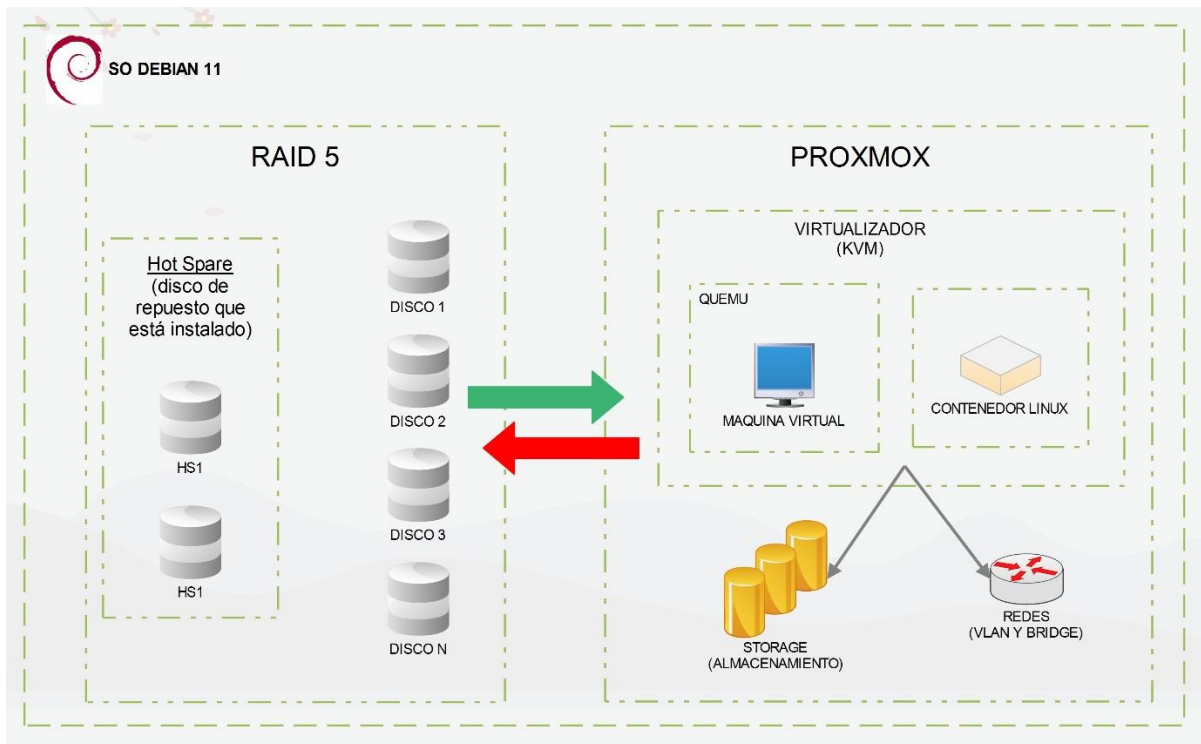 SO DEBIAN 11
RAID 5
Hot Spare
(disco de
repuesto que
está instalado)
HS1
HS1
DISCO 1
DISCO 2
DISCO 3
DISCO N
PROXMOX
VIRTUALIZADOR
(KVM)
QUEMU
MAQUINA VIRTUAL
CONTENEDOR LINUX
STORAGE
(ALMACENAMIENTO)
REDES
(VLAN Y BRIDGE)